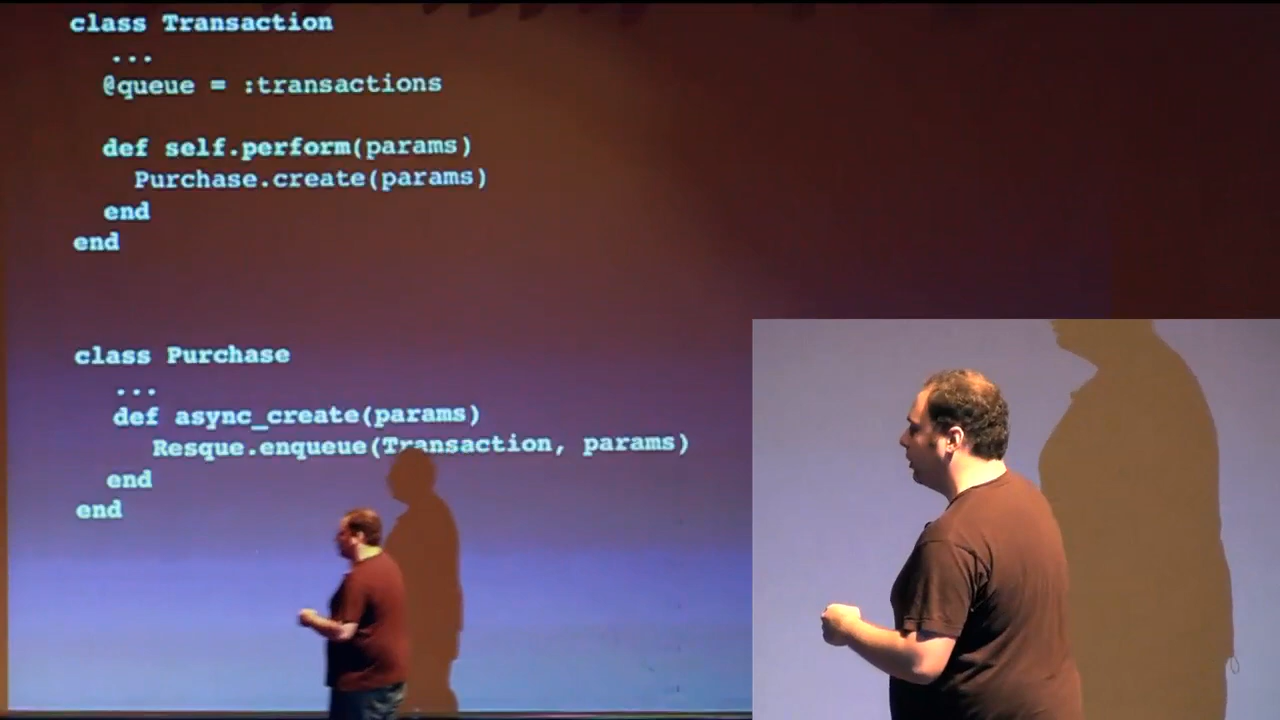 class Transaction
...
@queue = :transactions
def self.perform(params)
Purchase.create(params)
end
end
class Purchase
...
def async_create(params)
Resque.enqueue(Transaction, params)
end
end